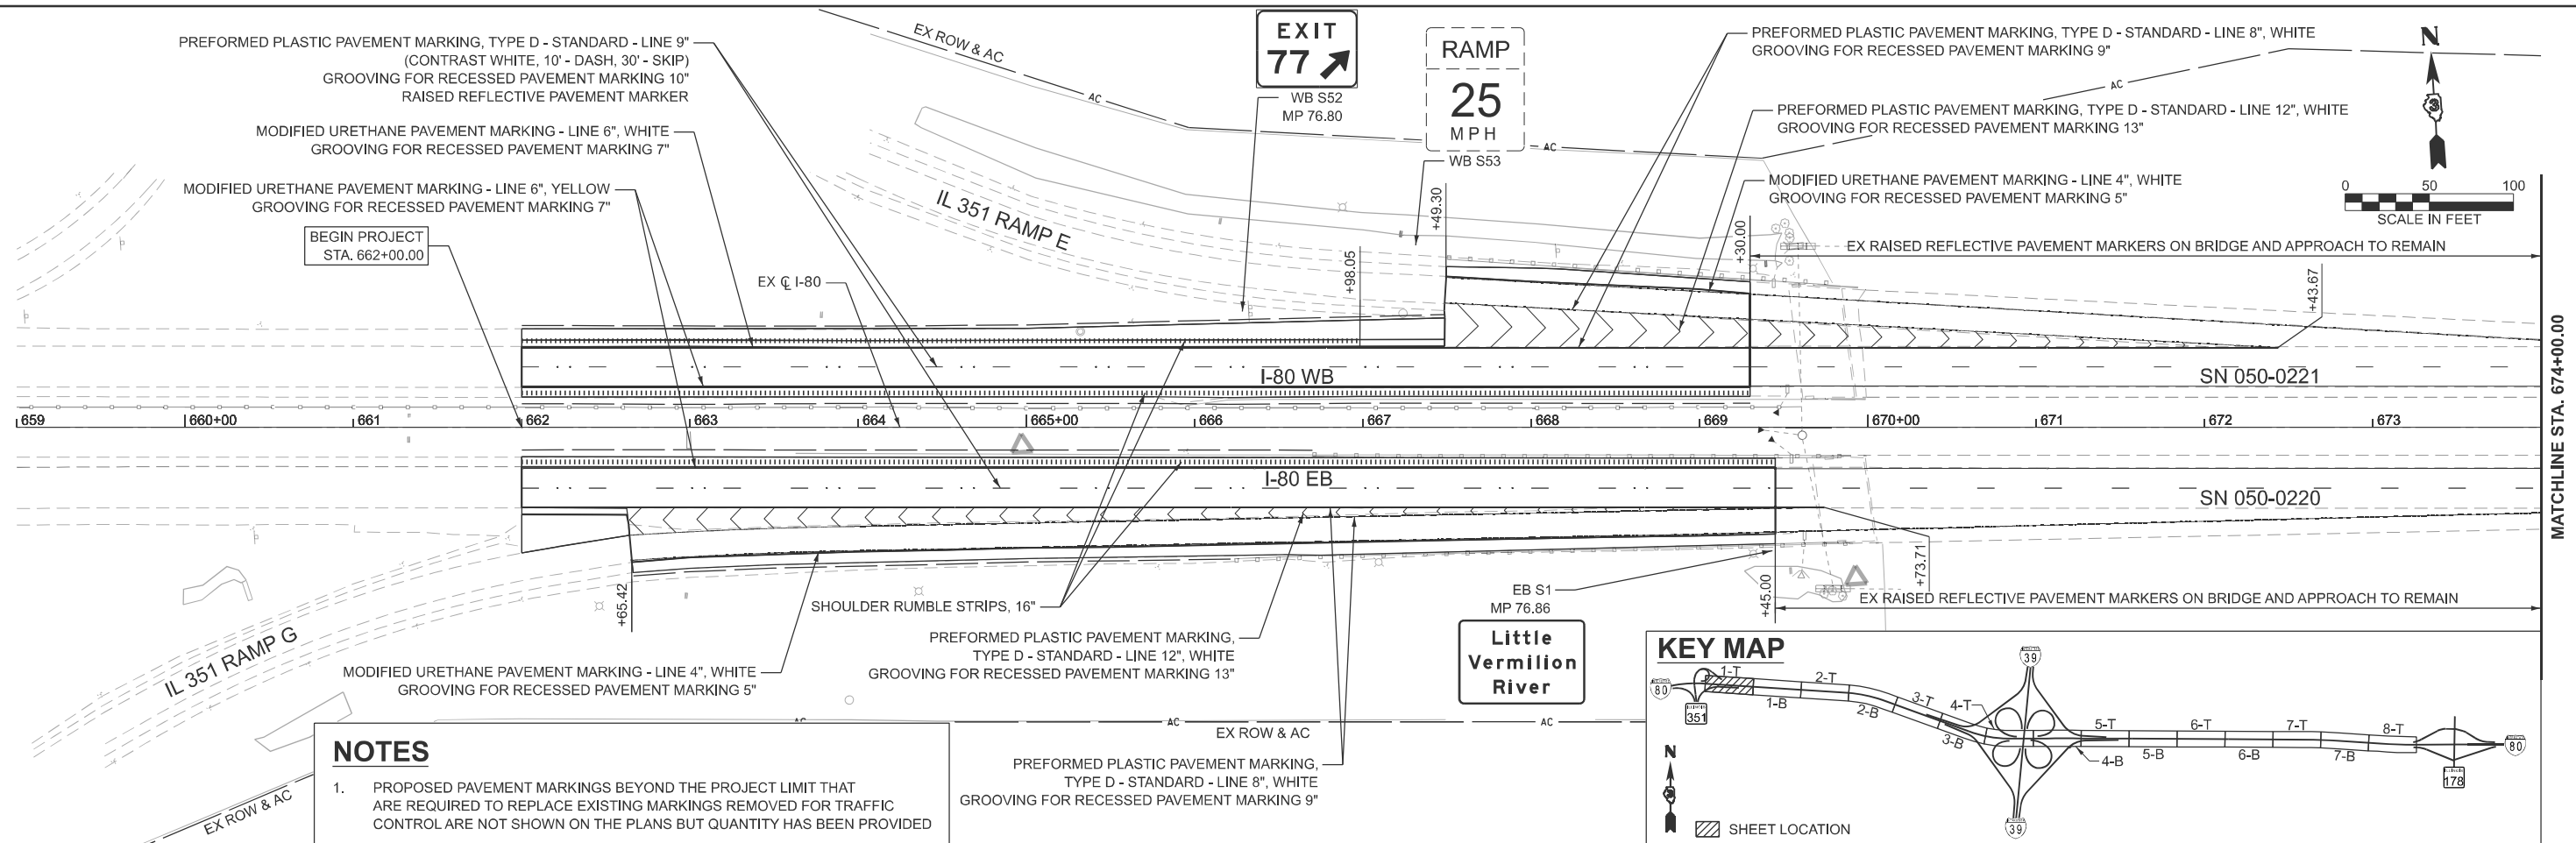 PREFORMED PLASTIC PAVEMENT MARKING, TYPE D - STANDARD - LINE 9"
(CONTRAST WHITE, 10' - DASH, 30' - SKIP)
GROOVING FOR RECESSED PAVEMENT MARKING 10"
RAISED REFLECTIVE PAVEMENT MARKER
MODIFIED URETHANE PAVEMENT MARKING - LINE 6", WHITE
GROOVING FOR RECESSED PAVEMENT MARKING 7"
MODIFIED URETHANE PAVEMENT MARKING - LINE 6", YELLOW
GROOVING FOR RECESSED PAVEMENT MARKING 7"
BEGIN PROJECT
STA. 662+00.00
EX ℄ I-80
EX ROW & AC
AC
EXIT
77
WB S52
MP 76.80
RAMP
25
MPH
WB S53
AC
AC
PREFORMED PLASTIC PAVEMENT MARKING, TYPE D - STANDARD - LINE 8", WHITE
GROOVING FOR RECESSED PAVEMENT MARKING 9"
PREFORMED PLASTIC PAVEMENT MARKING, TYPE D - STANDARD - LINE 12", WHITE
GROOVING FOR RECESSED PAVEMENT MARKING 13"
MODIFIED URETHANE PAVEMENT MARKING - LINE 4", WHITE
GROOVING FOR RECESSED PAVEMENT MARKING 5"
N
3
0 50 100
SCALE IN FEET
EX RAISED REFLECTIVE PAVEMENT MARKERS ON BRIDGE AND APPROACH TO REMAIN
IL 351 RAMP E
+98.05
+49.30
+30.00
+43.67
I-80 WB
SN 050-0221
659 660+00 661 662 663 664 665+00 666 667 668 669 670+00 671 672 673
MATCHLINE STA. 674+00.00
I-80 EB
SN 050-0220
+65.42
+45.00
+73.71
IL 351 RAMP G
SHOULDER RUMBLE STRIPS, 16"
EB S1
MP 76.86
Little
Vermilion
River
EX RAISED REFLECTIVE PAVEMENT MARKERS ON BRIDGE AND APPROACH TO REMAIN
MODIFIED URETHANE PAVEMENT MARKING - LINE 4", WHITE
GROOVING FOR RECESSED PAVEMENT MARKING 5"
PREFORMED PLASTIC PAVEMENT MARKING,
TYPE D - STANDARD - LINE 12", WHITE
GROOVING FOR RECESSED PAVEMENT MARKING 13"
AC
AC
AC
EX ROW & AC
PREFORMED PLASTIC PAVEMENT MARKING,
TYPE D - STANDARD - LINE 8", WHITE
GROOVING FOR RECESSED PAVEMENT MARKING 9"
EX ROW & AC
NOTES
1. PROPOSED PAVEMENT MARKINGS BEYOND THE PROJECT LIMIT THAT
ARE REQUIRED TO REPLACE EXISTING MARKINGS REMOVED FOR TRAFFIC
CONTROL ARE NOT SHOWN ON THE PLANS BUT QUANTITY HAS BEEN PROVIDED
KEY MAP
80
351
1-T
1-B
2-T
2-B
3-T
3-B
4-T
4-B
39
39
5-T
5-B
6-T
6-B
7-T
7-B
8-T
80
178
N
SHEET LOCATION